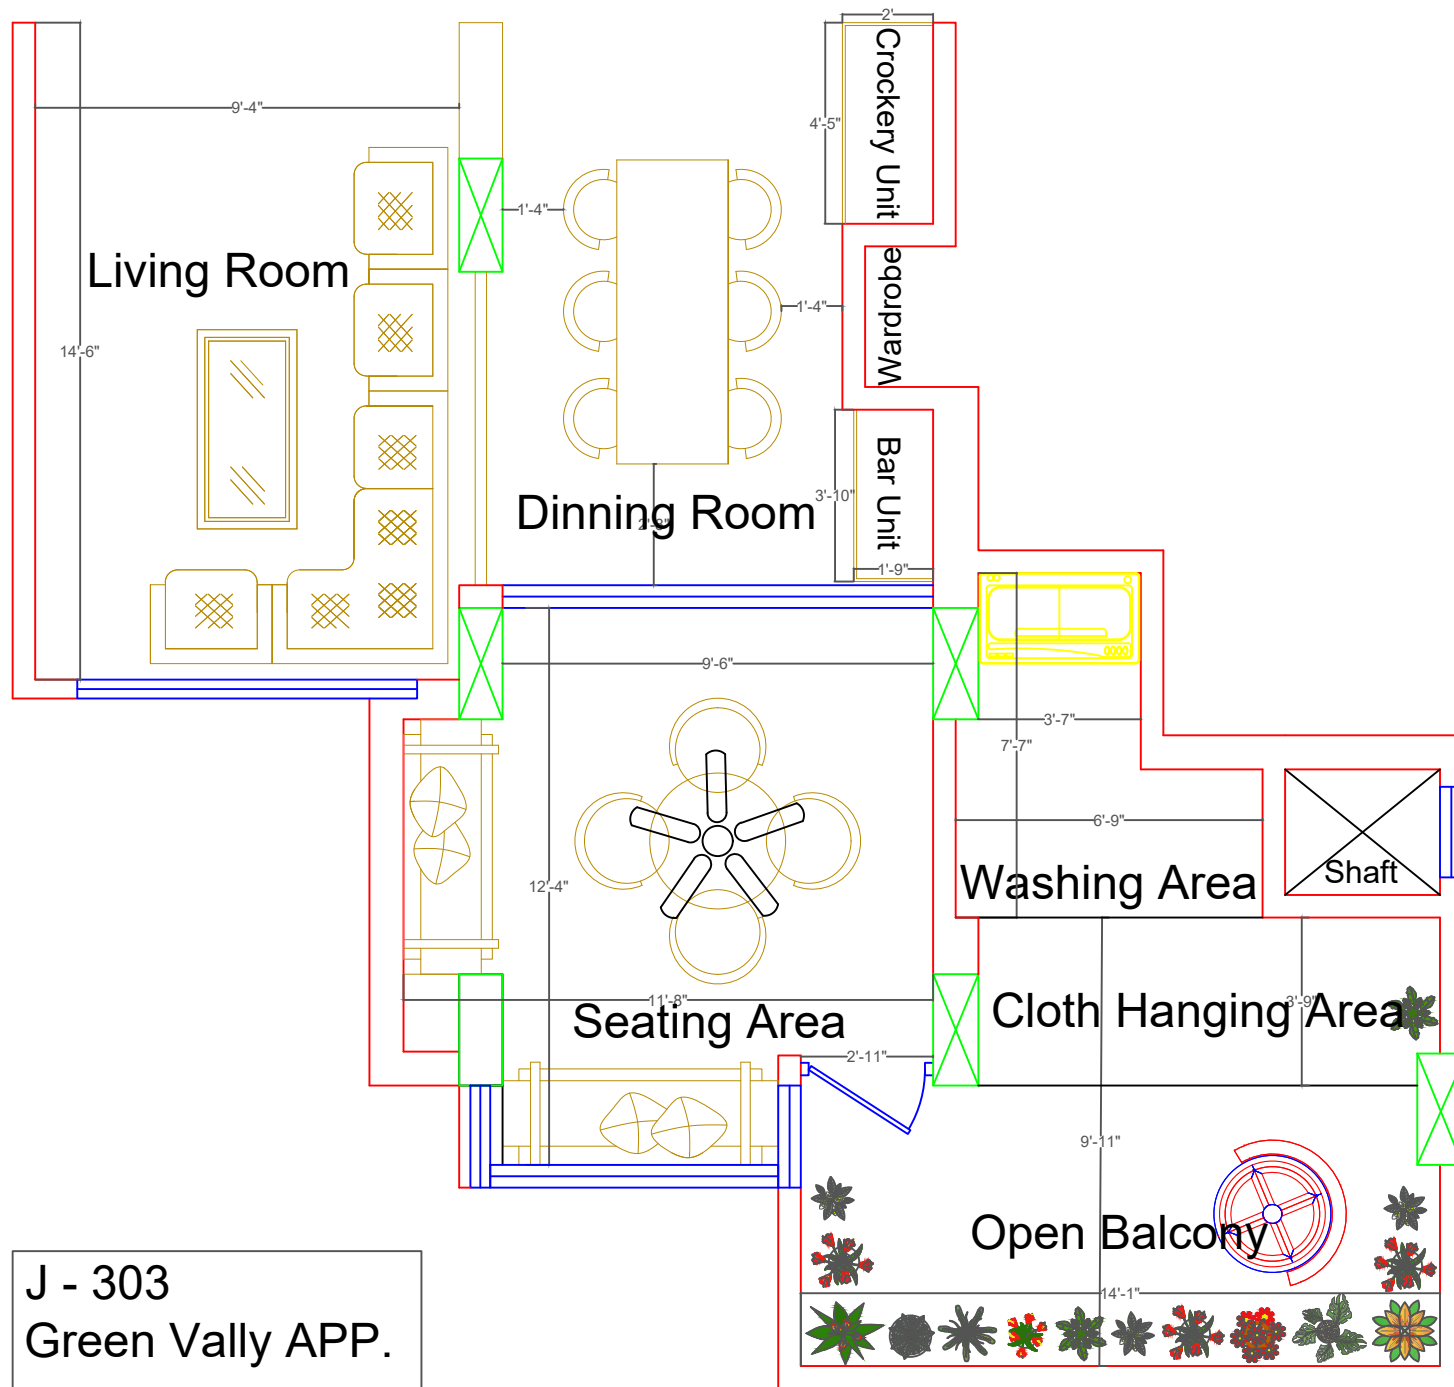 2'
Crockery Unit
9'-4"
4'-5"
1'-4"
Living Room
Wardrobe
1'-4"
14'-6"
Bar Unit
3'-10"
Dinning Room
2'-8"
1'-9"
9'-6"
3'-7"
7'-7"
6'-9"
Shaft
Washing Area
12'-4"
11'-8"
Seating Area
Cloth Hanging Area
3'-9"
2'-11"
9'-11"
Open Balcony
14'-1"
J - 303
Green Vally APP.